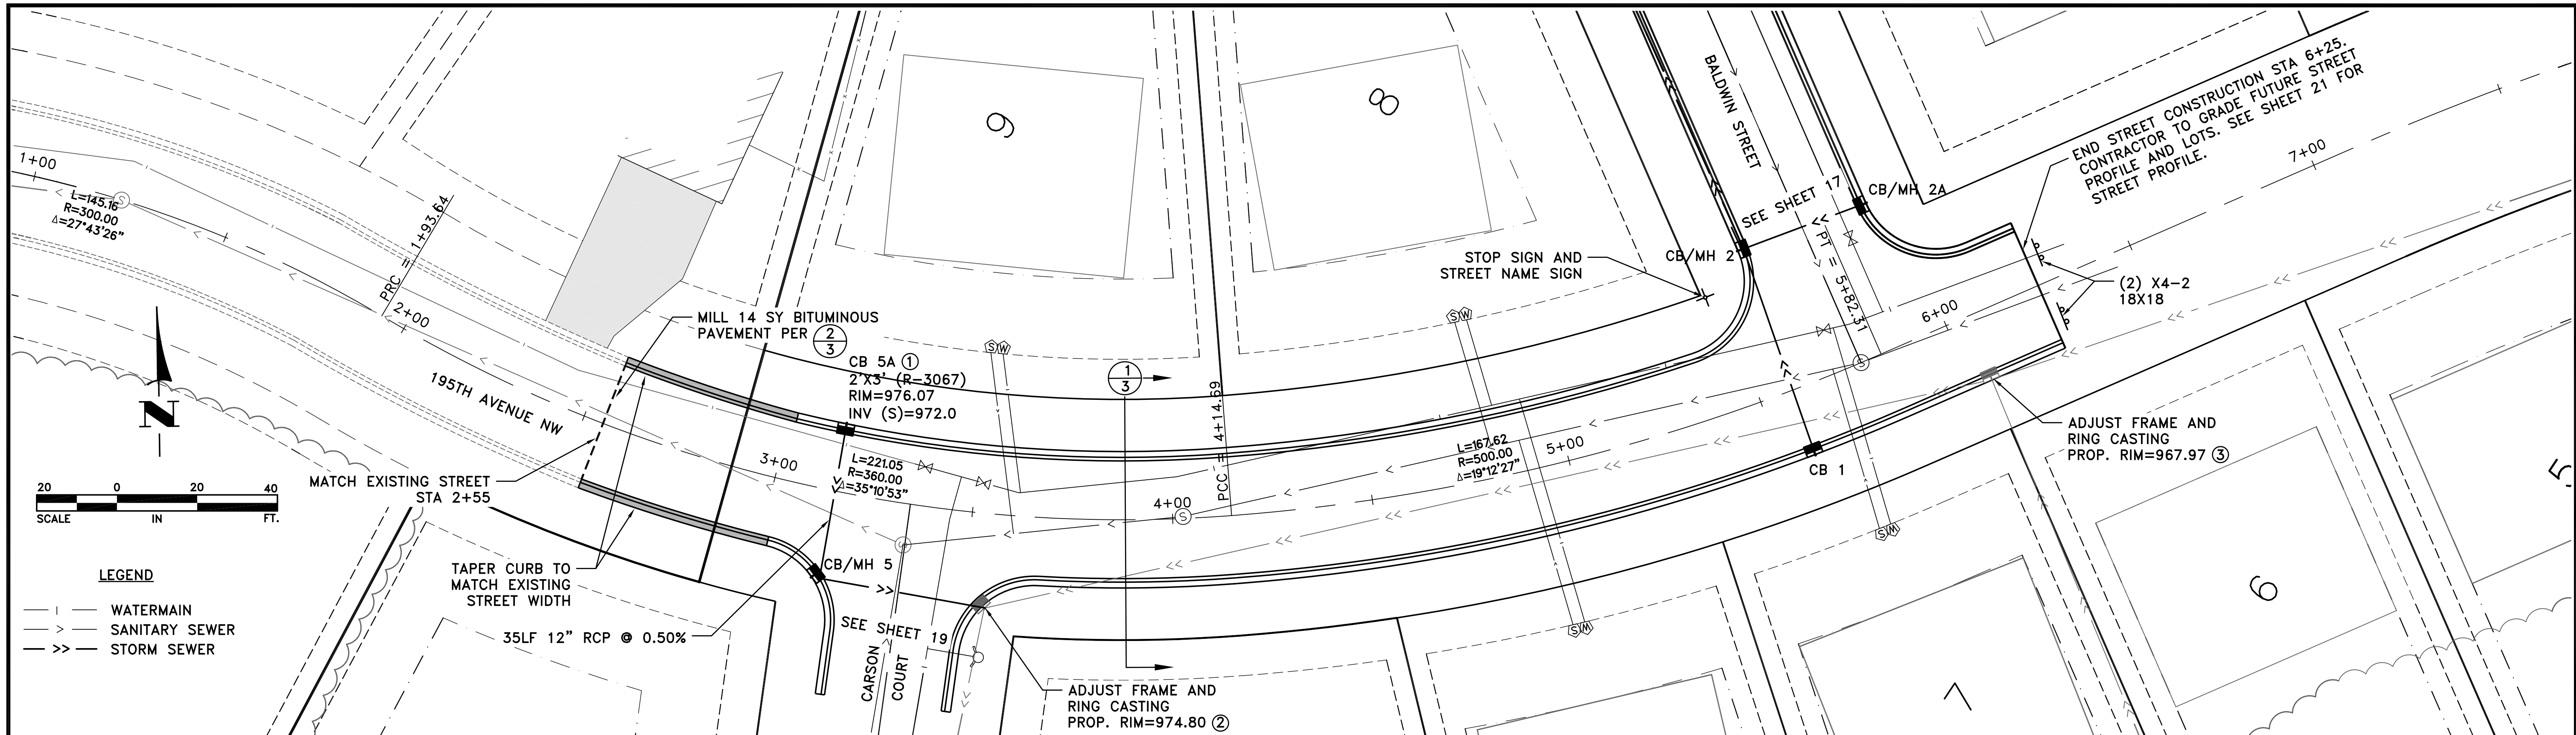 1+00
L=145.16
R=300.00
Δ=27°43'26"
PRC = 1+93.64
2+00
195TH AVENUE NW
N
20 0 20 40
SCALE IN FT.
LEGEND
WATERMAIN
> SANITARY SEWER
>> STORM SEWER
MATCH EXISTING STREET
STA 2+55
TAPER CURB TO
MATCH EXISTING
STREET WIDTH
35LF 12" RCP @ 0.50%
MILL 14 SY BITUMINOUS
PAVEMENT PER
2
3
CB 5A ①
2'X3' (R-3067)
RIM=976.07
INV (S)=972.0
3+00
L=221.05
R=360.00
Δ=35°10'53"
CB/MH 5
SEE SHEET 19
CARSON
COURT
ADJUST FRAME AND
RING CASTING
PROP. RIM=974.80 ②
9
8
S W
1
3
PCC = 4+14.69
4+00
S
L=167.62
R=500.00
Δ=19°12'27"
5+00
S W
S W
STOP SIGN AND
STREET NAME SIGN
BALDWIN STREET
SEE SHEET 17
CB/MH 2
CB/MH 2A
PT = 5+82.31
S
6+00
CB 1
S W
END STREET CONSTRUCTION STA 6+25.
CONTRACTOR TO GRADE FUTURE STREET
PROFILE AND LOTS. SEE SHEET 21 FOR
STREET PROFILE.
7+00
(2) X4-2
18X18
ADJUST FRAME AND
RING CASTING
PROP. RIM=967.97 ③
5
6
7